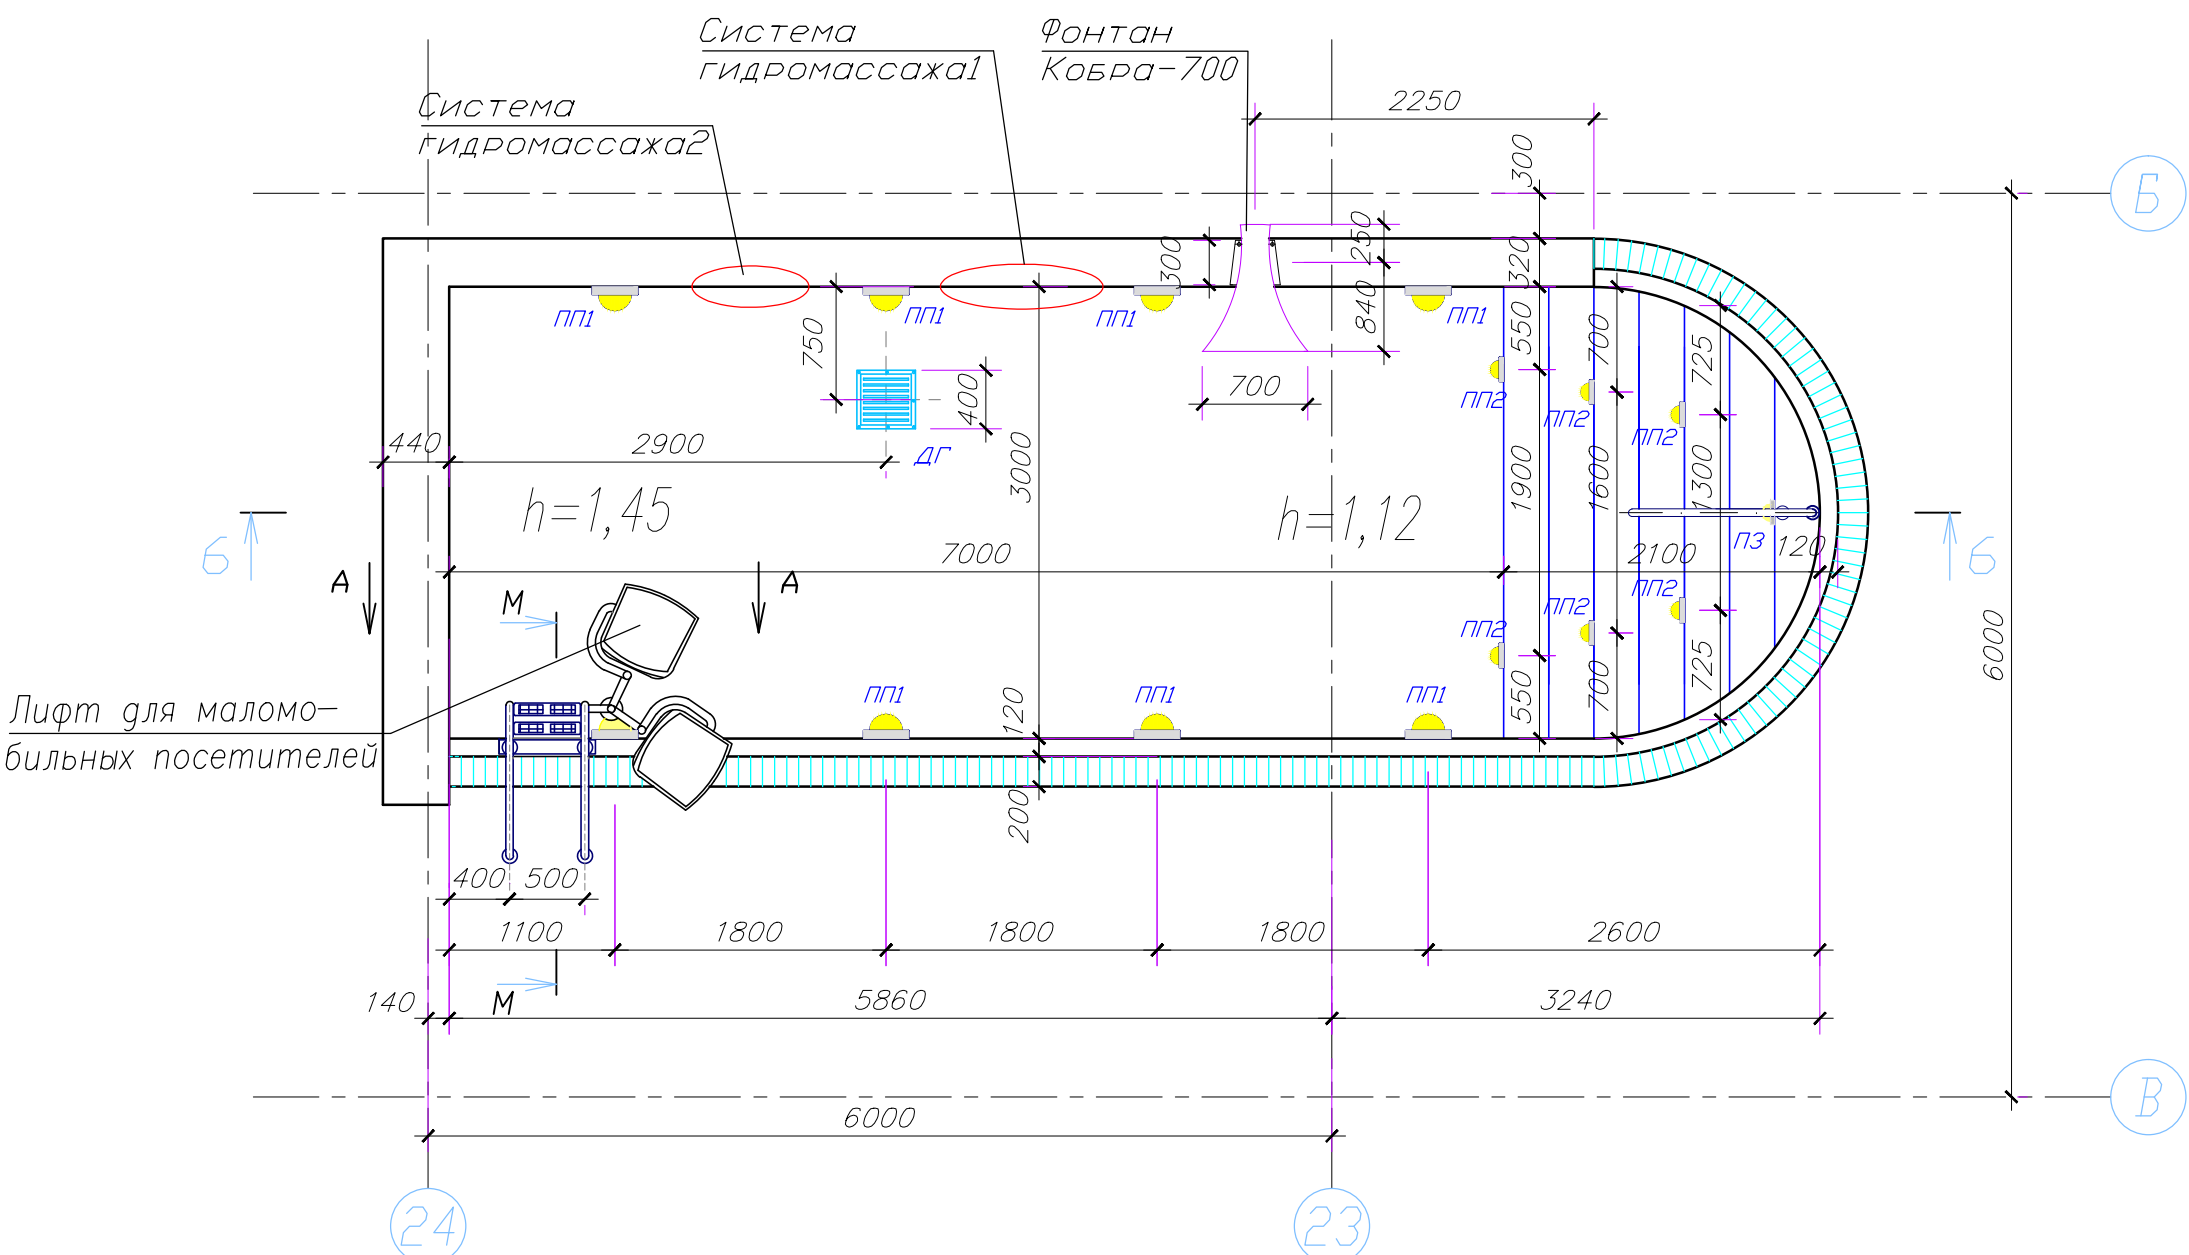 Система
гидромассажа1
Фонтан
Кобра-700
Система
гидромассажа2
2250
300
Б
320
300
250
840
750
ПП1
ПП1
ПП1
ПП1
550
700
725
400
700
ПП2
ПП2
ПП2
440
2900
ДГ
3000
1900
1600
1300
h=1,45
h=1,12
Б
7000
2100
П3
120
Б
А
А
М
ПП2
ПП2
ПП2
6000
550
700
725
Лифт для маломо-
бильных посетителей
ПП1
ПП1
ПП1
120
200
400
500
1100
1800
1800
1800
2600
М
140
5860
3240
В
6000
24
23